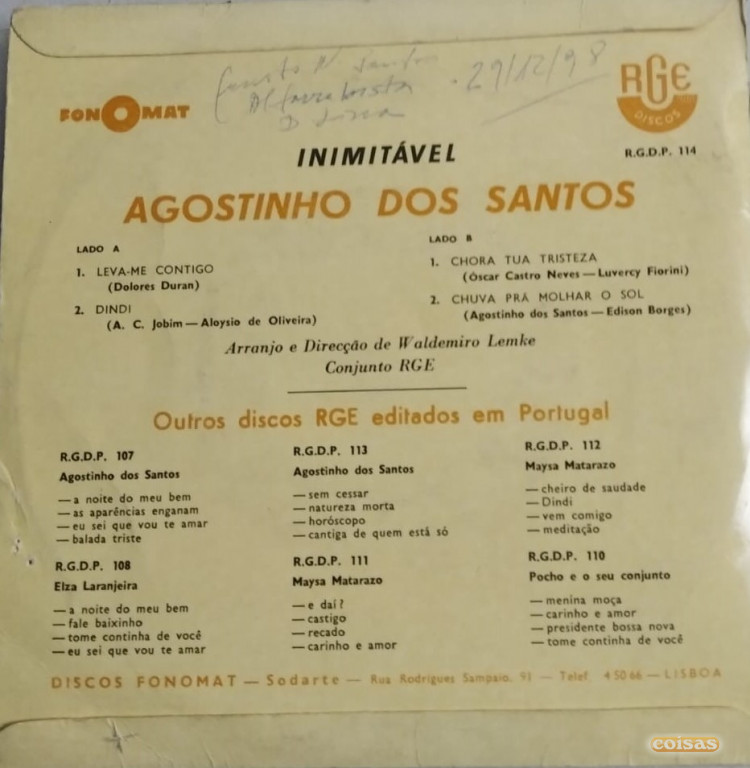 29/12/98
FONOMAT
RGE
DISCOS
R.G.D.P. 114
INIMITÁVEL
AGOSTINHO DOS SANTOS
LADO A
1. LEVA-ME CONTIGO
(Dolores Duran)
2. DINDI
(A. C. Jobim — Aloysio de Oliveira)
LADO B
1. CHORA TUA TRISTEZA
(Óscar Castro Neves — Luvercy Fiorini)
2. CHUVA PRÁ MOLHAR O SOL
(Agostinho dos Santos — Edison Borges)
Arranjo e Direcção de Waldemiro Lemke
Conjunto RGE
Outros discos RGE editados em Portugal
R.G.D.P. 107
Agostinho dos Santos
— a noite do meu bem
— as aparências enganam
— eu sei que vou te amar
— balada triste
R.G.D.P. 113
Agostinho dos Santos
— sem cessar
— natureza morta
— horóscopo
— cantiga de quem está só
R.G.D.P. 112
Maysa Matarazo
— cheiro de saudade
— Dindi
— vem comigo
— meditação
R.G.D.P. 108
Elza Laranjeira
— a noite do meu bem
— fale baixinho
— tome continha de você
— eu sei que vou te amar
R.G.D.P. 111
Maysa Matarazo
— e daí?
— castigo
— recado
— carinho e amor
R.G.D.P. 110
Pocho e o seu conjunto
— menina moça
— carinho e amor
— presidente bossa nova
— tome continha de você
DISCOS FONOMAT — Sodarte — Rua Rodrigues Sampaio, 91 — Telef. 4 50 66 — LISBOA
coisas